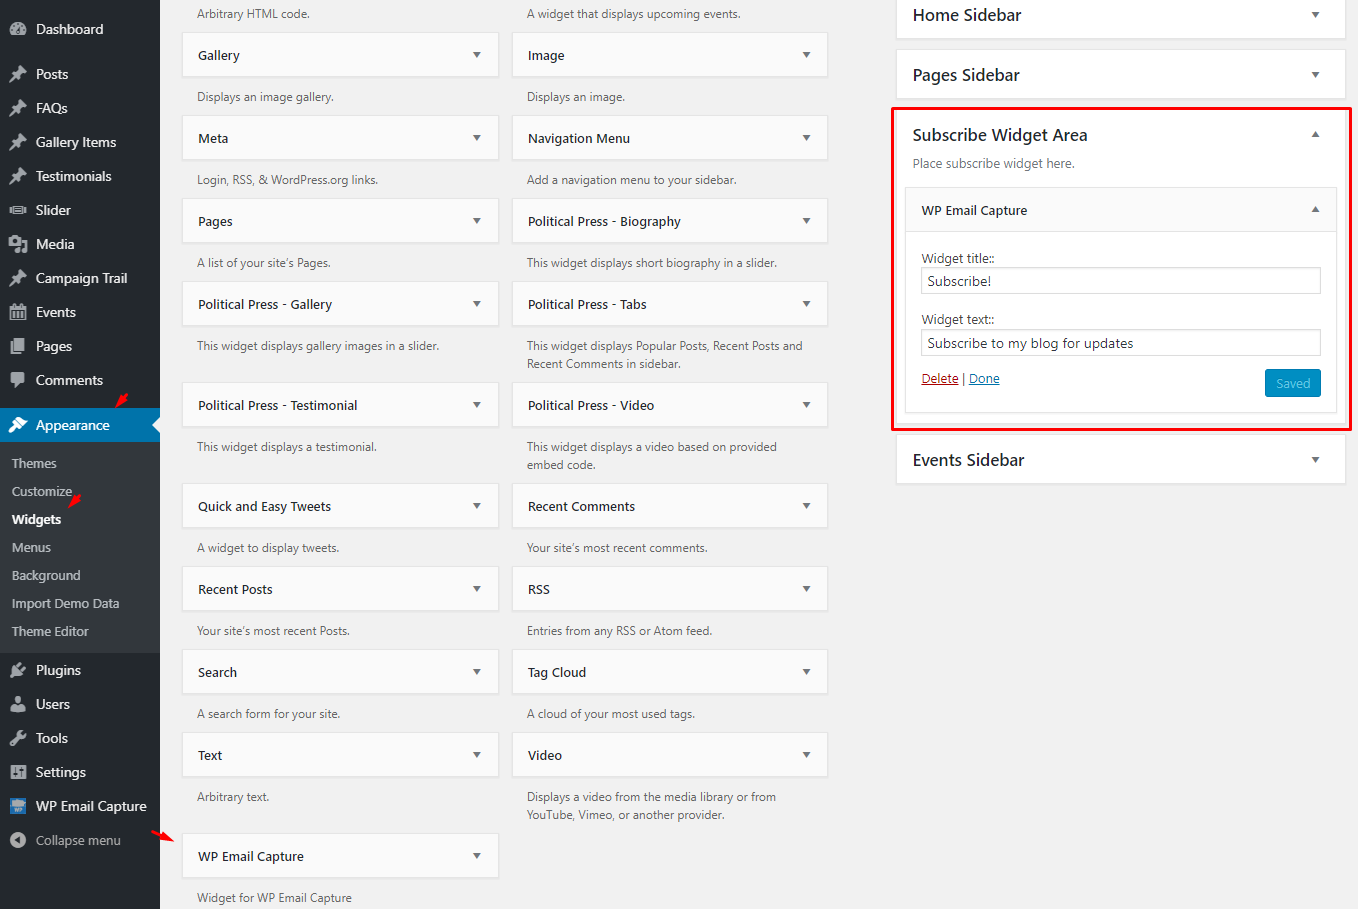 Dashboard
Posts
FAQs
Gallery Items
Testimonials
Slider
Media
Campaign Trail
Events
Pages
Comments
Appearance
Themes
Customize
Widgets
Menus
Background
Import Demo Data
Theme Editor
Plugins
Users
Tools
Settings
WP Email Capture
Collapse menu
Arbitrary HTML code.
A widget that displays upcoming events.
Gallery
Image
Displays an image gallery.
Displays an image.
Meta
Navigation Menu
Login, RSS, & WordPress.org links.
Add a navigation menu to your sidebar.
Pages
Political Press - Biography
A list of your site’s Pages.
This widget displays short biography in a slider.
Political Press - Gallery
Political Press - Tabs
This widget displays gallery images in a slider.
This widget displays Popular Posts, Recent Posts and
Recent Comments in sidebar.
Political Press - Testimonial
Political Press - Video
This widget displays a testimonial.
This widget displays a video based on provided
embed code.
Quick and Easy Tweets
Recent Comments
A widget to display tweets.
Your site’s most recent comments.
Recent Posts
RSS
Your site’s most recent Posts.
Entries from any RSS or Atom feed.
Search
Tag Cloud
A search form for your site.
A cloud of your most used tags.
Text
Video
Arbitrary text.
Displays a video from the media library or from
YouTube, Vimeo, or another provider.
WP Email Capture
Widget for WP Email Capture
Home Sidebar
Pages Sidebar
Subscribe Widget Area
Place subscribe widget here.
WP Email Capture
Widget title::
Subscribe!
Widget text::
Subscribe to my blog for updates
Delete | Done
Saved
Events Sidebar